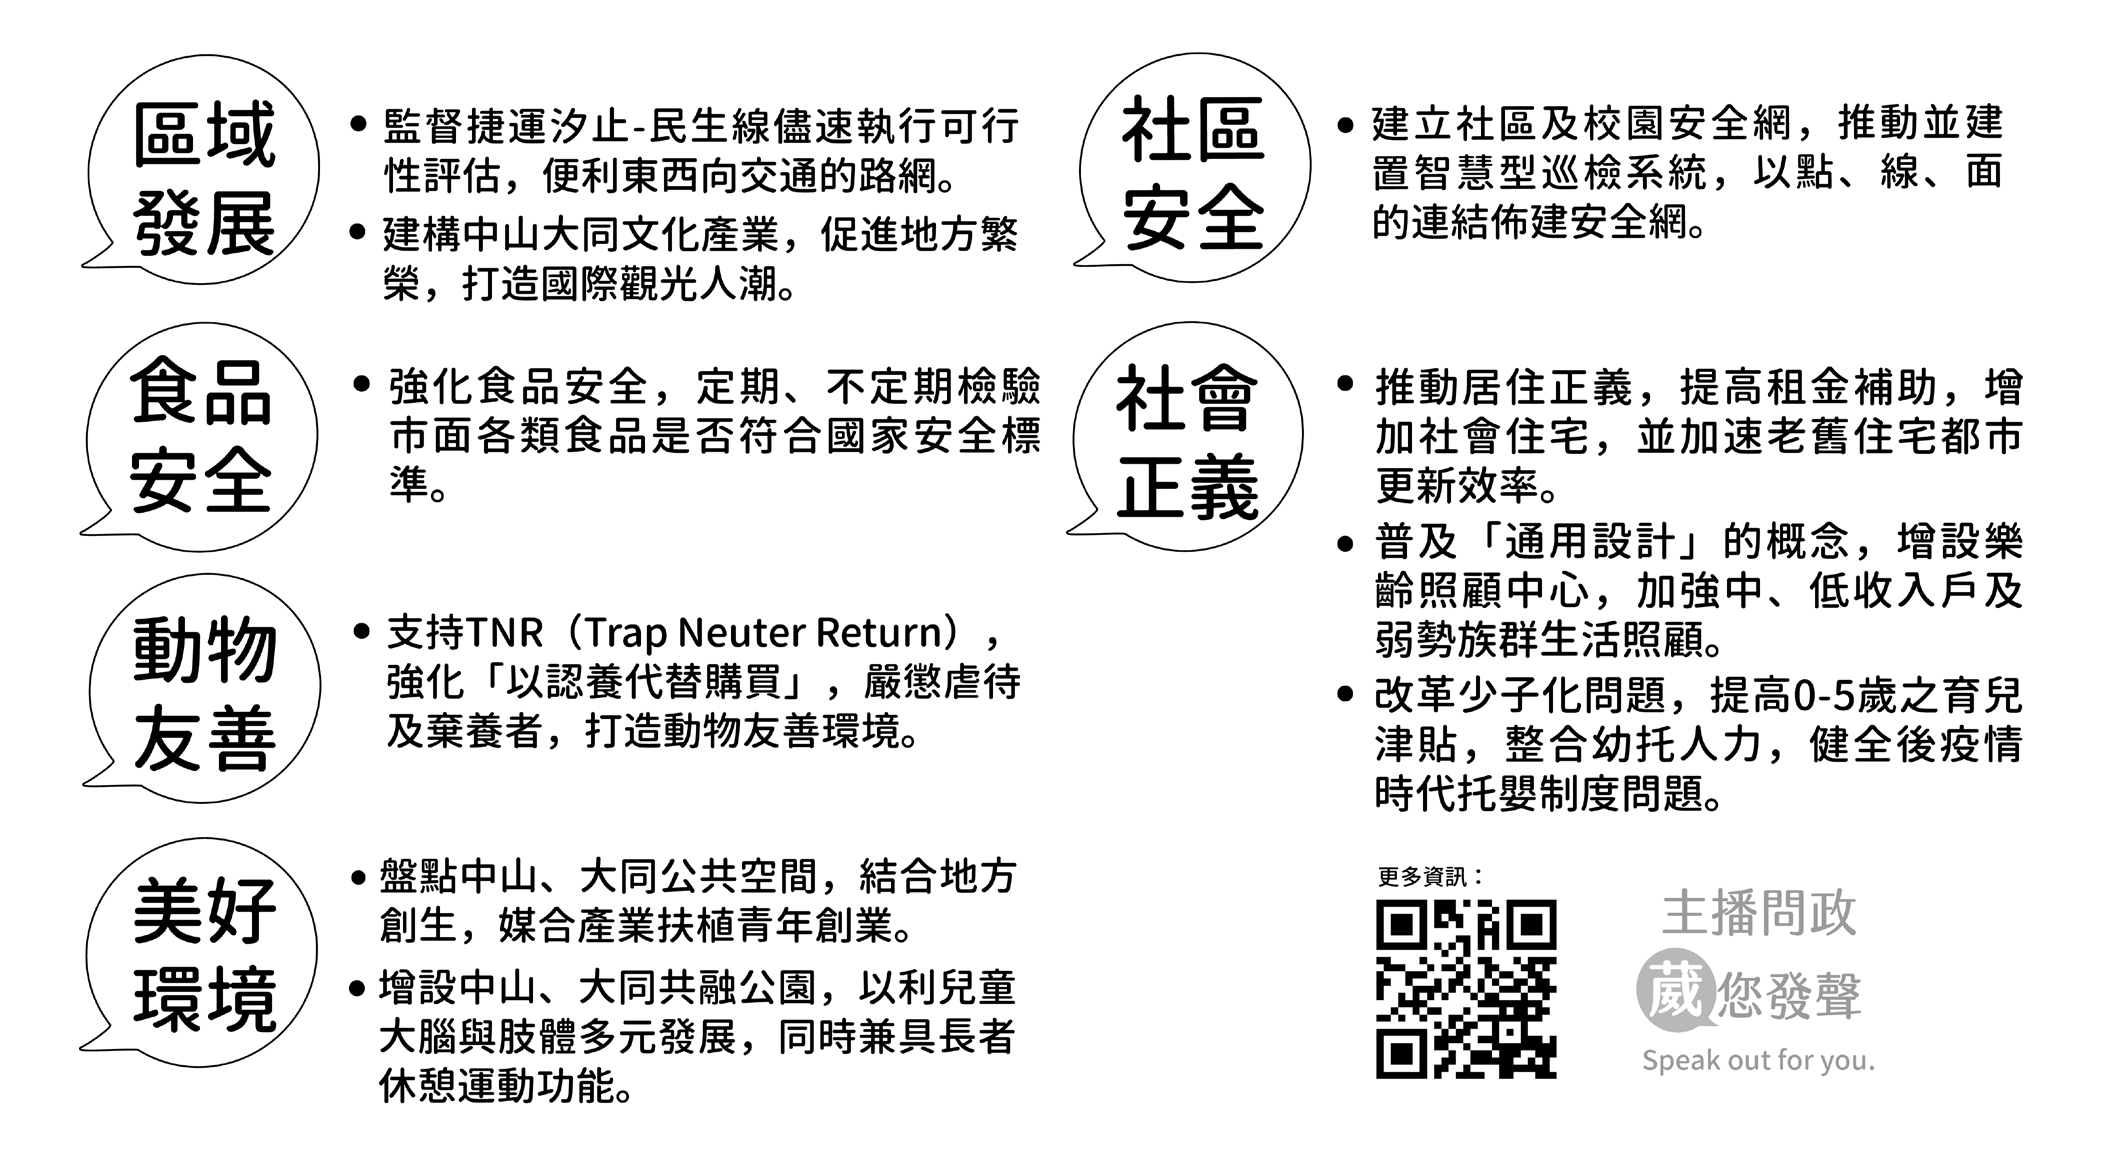 區域
發展
監督捷運汐止-民生線儘速執行可行
性評估，便利東西向交通的路網。
建構中山大同文化產業，促進地方繁
榮，打造國際觀光人潮。
食品
安全
強化食品安全，定期、不定期檢驗
市面各類食品是否符合國家安全標
準。
動物
友善
支持TNR（Trap Neuter Return），
強化「以認養代替購買」，嚴懲虐待
及棄養者，打造動物友善環境。
美好
環境
盤點中山、大同公共空間，結合地方
創生，媒合產業扶植青年創業。
增設中山、大同共融公園，以利兒童
大腦與肢體多元發展，同時兼具長者
休憩運動功能。
社區
安全
建立社區及校園安全網，推動並建
置智慧型巡檢系統，以點、線、面
的連結佈建安全網。
社會
正義
推動居住正義，提高租金補助，增
加社會住宅，並加速老舊住宅都市
更新效率。
普及「通用設計」的概念，增設樂
齡照顧中心，加強中、低收入戶及
弱勢族群生活照顧。
改革少子化問題，提高0-5歲之育兒
津貼，整合幼托人力，健全後疫情
時代托嬰制度問題。
更多資訊：
主播問政
葳您發聲
Speak out for you.